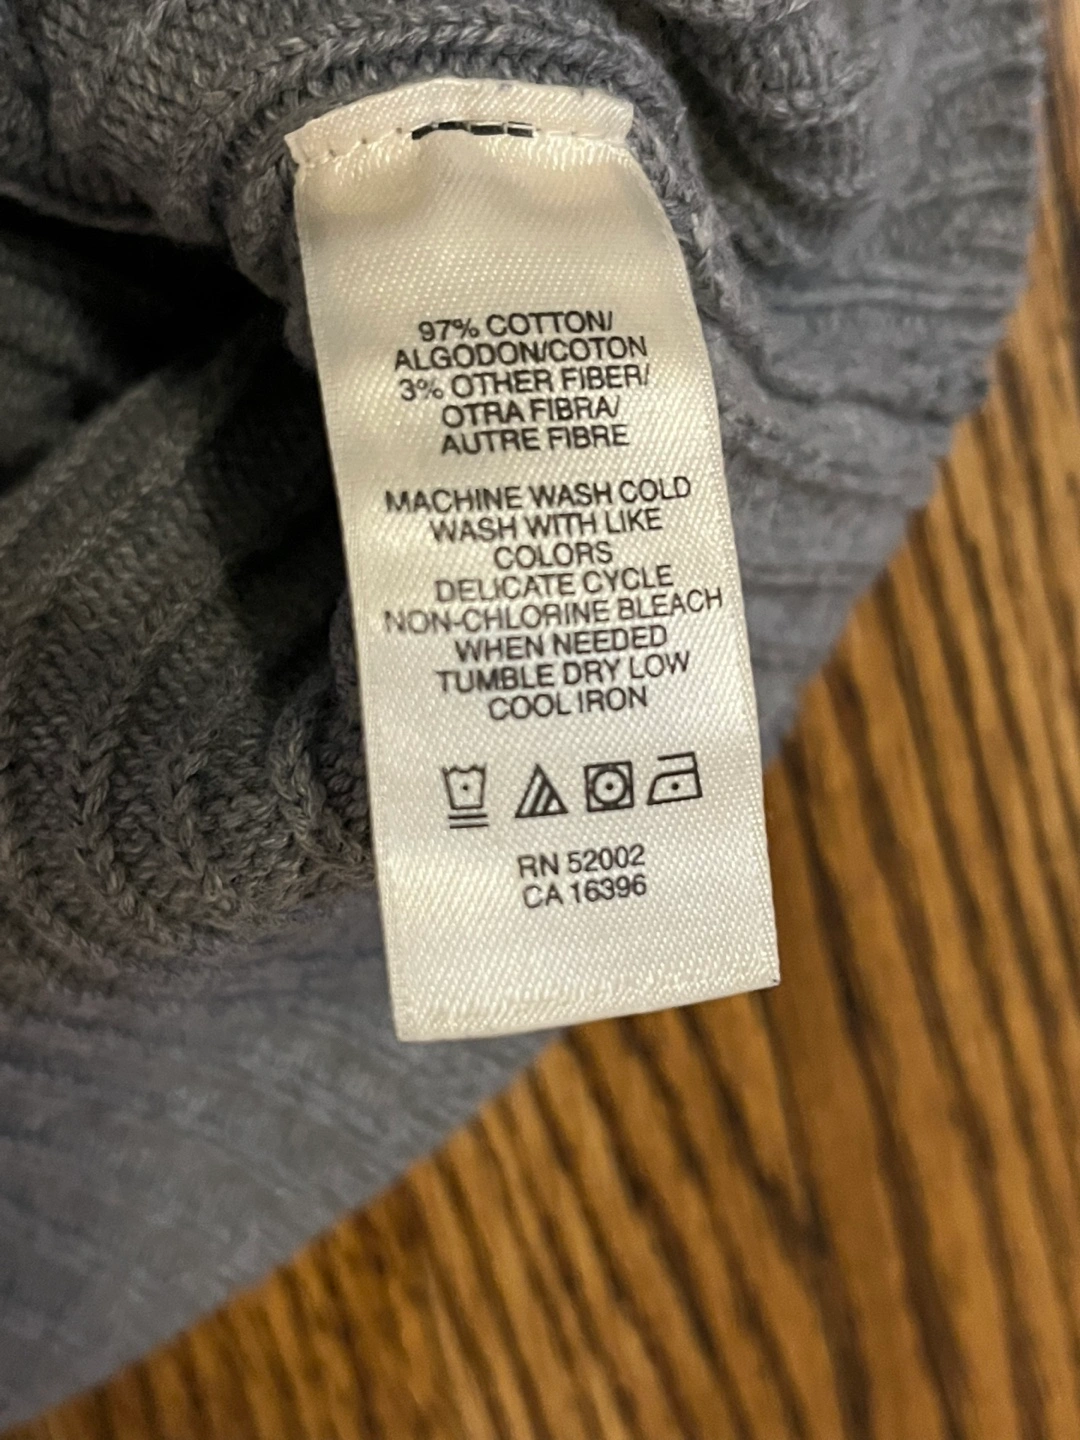 97% COTTON/
ALGODON/COTON
3% OTHER FIBER/
OTRA FIBRA/
AUTRE FIBRE
MACHINE WASH COLD
WASH WITH LIKE
COLORS
DELICATE CYCLE
NON-CHLORINE BLEACH
WHEN NEEDED
TUMBLE DRY LOW
COOL IRON
RN 52002
CA 16396